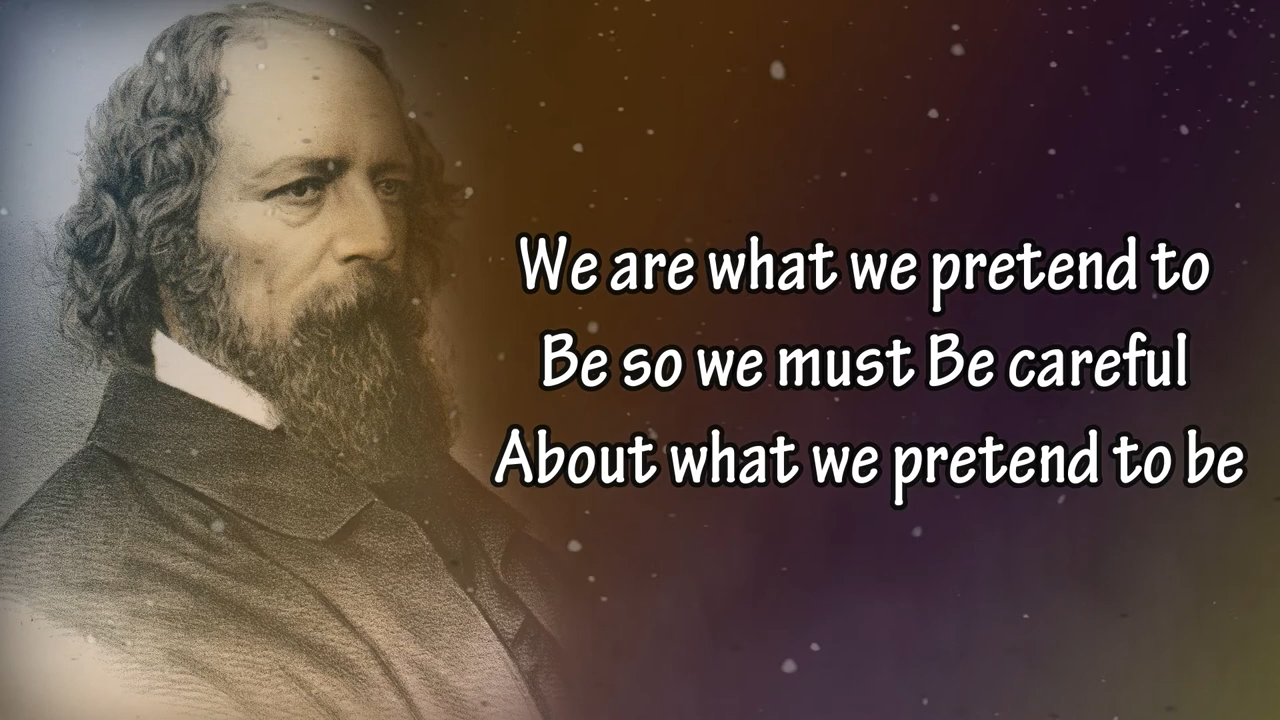 We are what we pretend to
Be so we must Be careful
About what we pretend to be